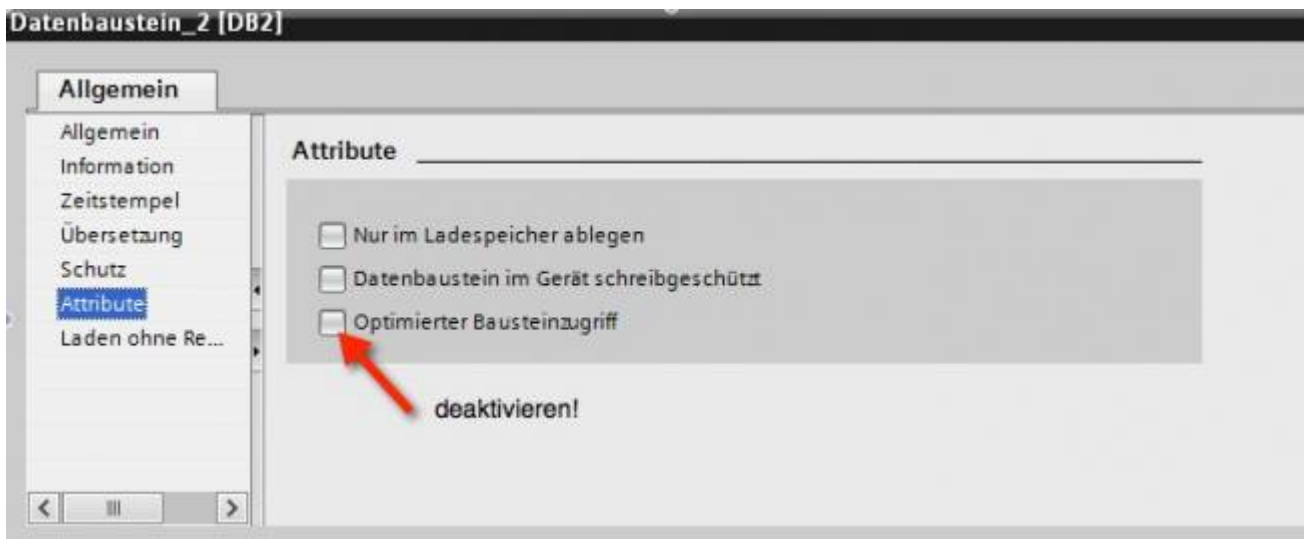 Datenbaustein_2 [DB2]
Allgemein
Allgemein
Information
Zeitstempel
Übersetzung
Schutz
Attribute
Laden ohne Re...
Attribute
Nur im Ladespeicher ablegen
Datenbaustein im Gerät schreibgeschützt
Optimierter Bausteinzugriff
deaktivieren!